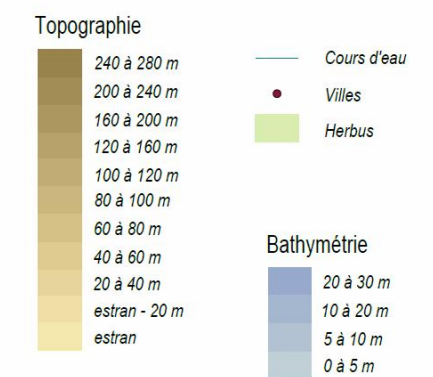 Topographie
240 à 280 m
200 à 240 m
160 à 200 m
120 à 160 m
100 à 120 m
80 à 100 m
60 à 80 m
40 à 60 m
20 à 40 m
estran - 20 m
estran
Cours d'eau
Villes
Herbus
Bathymétrie
20 à 30 m
10 à 20 m
5 à 10 m
0 à 5 m